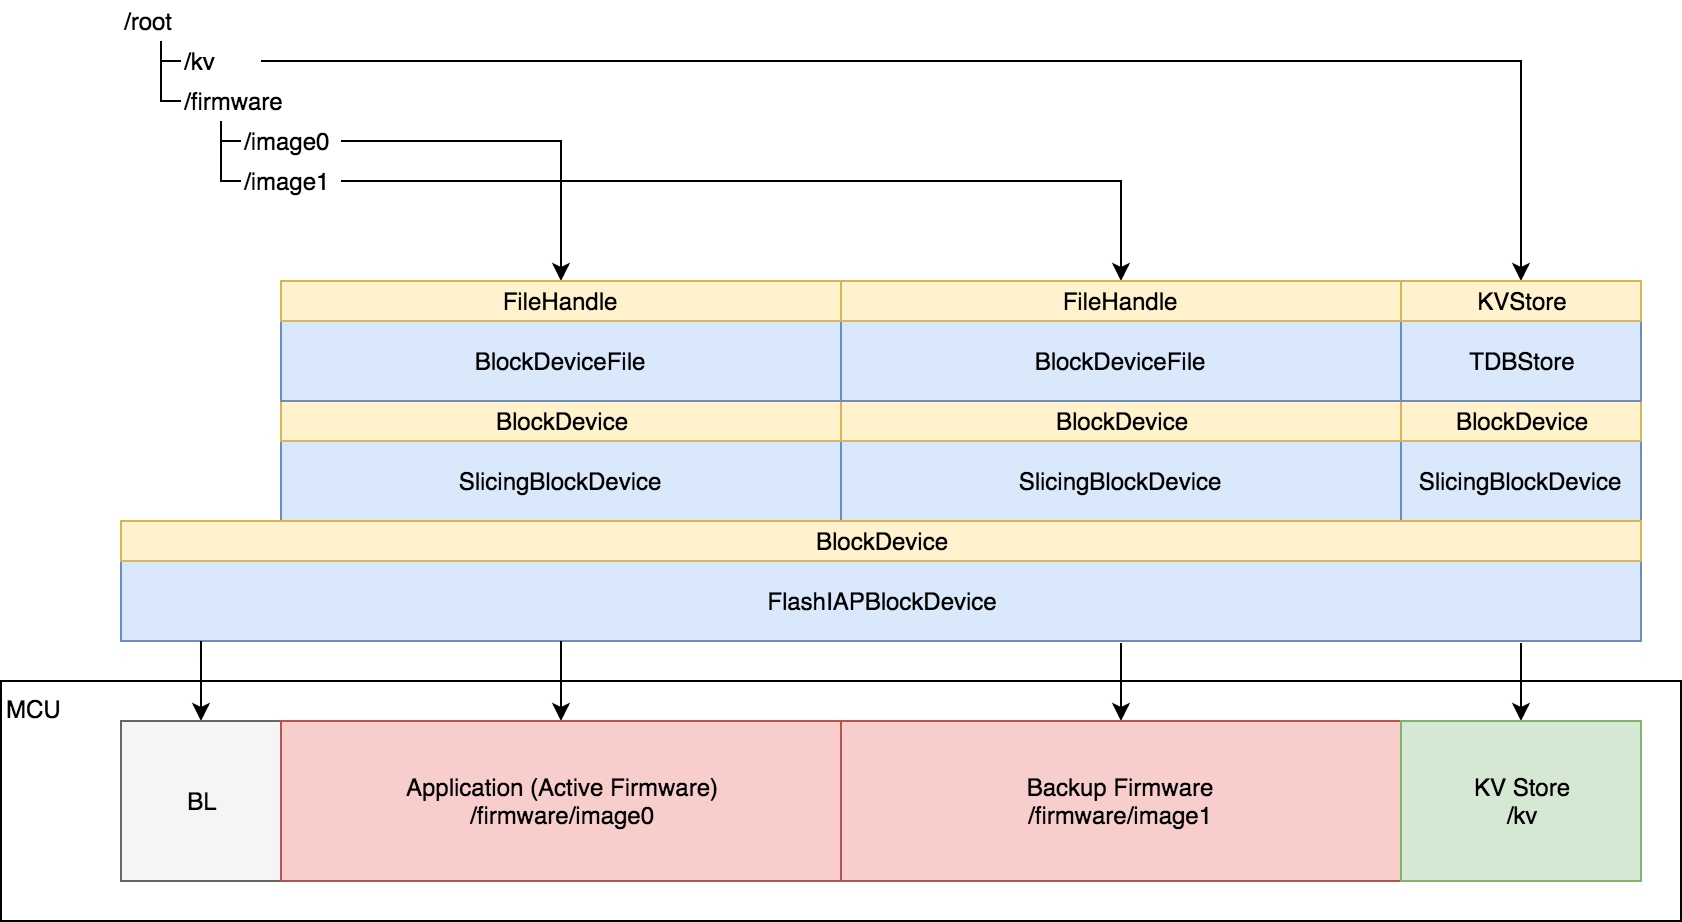 /root
/kv
/firmware
/image0
/image1
FileHandle
FileHandle
KVStore
BlockDeviceFile
BlockDeviceFile
TDBStore
BlockDevice
BlockDevice
BlockDevice
SlicingBlockDevice
SlicingBlockDevice
SlicingBlockDevice
BlockDevice
FlashIAPBlockDevice
MCU
BL
Application (Active Firmware)
/firmware/image0
Backup Firmware
/firmware/image1
KV Store
/kv